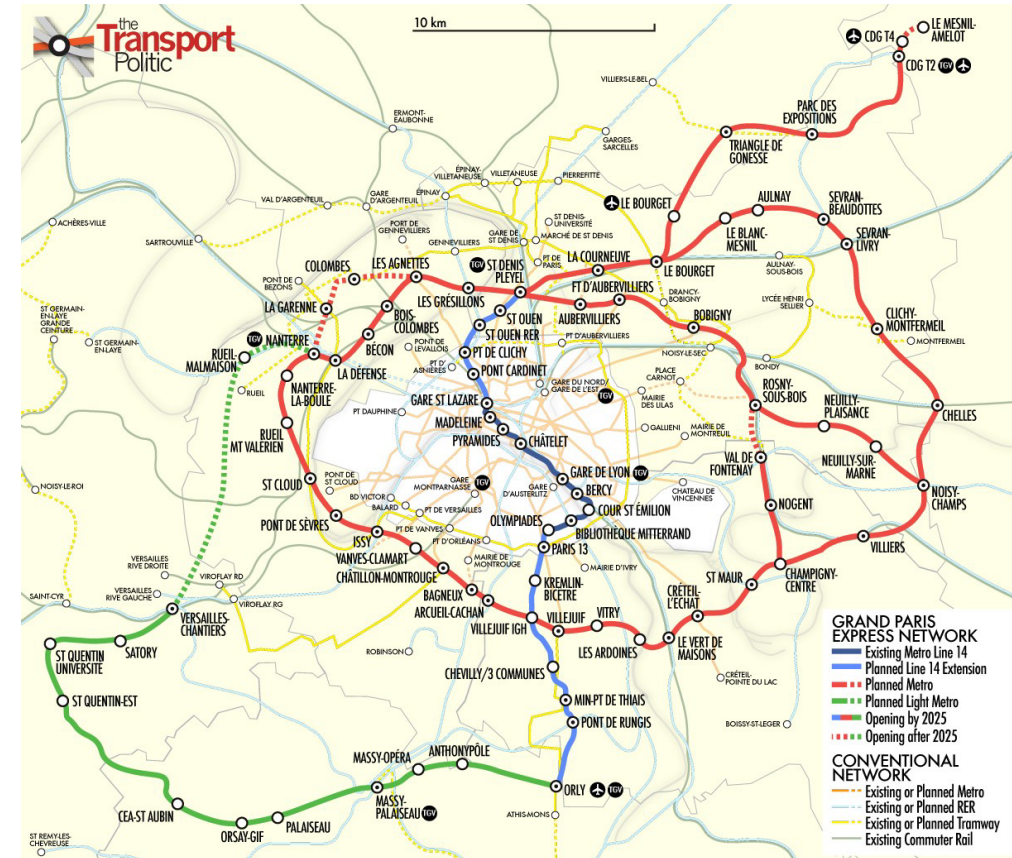 the
Transport
Politic
10 km
LE MESNIL-
AMELOT
CDG T4
CDG T2
TGV
VILLIERS-LE-BEL
PARC DES
EXPOSITIONS
TRIANGLE DE
GONESSE
ERMONT-
EAUBONNE
GARGES-
SARCELLES
ÉPINAY-
VILLETANEUSE
VILLETANEUSE
PIERREFITTE
ÉPINAY
GARE
D'ARGENTEUIL
VAL D'ARGENTEUIL
LE BOURGET
AULNAY
SEVRAN-
BEAUDOTTES
ACHÈRES-VILLE
SARTROUVILLE
PORT DE
GENNEVILLIERS
ST DENIS-
UNIVERSITÉ
GARE DE
ST DENIS
MARCHÉ DE ST DENIS
LE BLANC-
MESNIL
SEVRAN-
LIVRY
GENNEVILLIERS
LA COURNEUVE
PT DE
PARIS
COLOMBES
LES AGNETTES
TGV
ST DENIS
PLEYEL
LE BOURGET
AULNAY-
SOUS-BOIS
PONT DE
BEZONS
LES GRÉSILLONS
FT D'AUBERVILLIERS
DRANCY-
BOBIGNY
LYCÉE HENRI
SELLIER
LA GARENNE
BOIS-
COLOMBES
ST OUEN
AUBERVILLIERS
BOBIGNY
ST GERMAIN-
EN-LAYE
GRANDE
CEINTURE
ST OUEN RER
CLICHY-
MONTFERMEIL
ST GERMAIN-
EN-LAYE
TGV
NANTERRE
BÉCON
PONT DE
LEVALLOIS
PT DE CLICHY
PT D'AUBERVILLIERS
NOISY-LE-SEC
MONTFERMEIL
RUEIL-
MALMAISON
LA DÉFENSE
PT D'
ASNIÈRES
PONT CARDINET
BONDY
RUEIL
NANTERRE-
LA-BOULE
GARE DU NORD/
GARE DE L'EST
TGV
PLACE
CARNOT
ROSNY-
SOUS-BOIS
NEUILLY-
PLAISANCE
CHELLES
GARE ST LAZARE
MAIRIE
DES LILAS
PT DAUPHINE
MADELEINE
RUEIL
MT VALERIEN
PYRAMIDES
CHÂTELET
GALLIENI
MAIRIE DE
MONTREUIL
VAL DE
FONTENAY
NEUILLY-SUR-
MARNE
ST CLOUD
PONT DE
ST CLOUD
GARE
MONTPARNASSE
TGV
GARE DE LYON
TGV
NOISY-LE-ROI
BD VICTOR
GARE
D'AUSTERLITZ
BERCY
CHATEAU DE
VINCENNES
NOISY-
CHAMPS
BALARD
PT DE VERSAILLES
COUR ST ÉMILION
NOGENT
PONT DE SÈVRES
OLYMPIADES
ISSY
PT DE VANVES
BIBLIOTHÈQUE MITTERRAND
PT D'ORLÉANS
PARIS 13
VILLIERS
VANVES-CLAMART
VERSAILLES
RIVE DROITE
CHÂTILLON-MONTROUGE
MAIRIE DE
MONTROUGE
MAIRIE D'IVRY
CHAMPIGNY-
CENTRE
VIROFLAY RD
ST MAUR
KREMLIN-
BICETRE
VERSAILLES
RIVE GAUCHE
SAINT-CYR
VIROFLAY RG
BAGNEUX
CRÉTEIL-
L'ECHAT
VERSAILLES-
CHANTIERS
ARCUEIL-CACHAN
VILLEJUIF
VITRY
VILLEJUIF IGH
LES ARDOINES
LE VERT DE
MAISONS
ST QUENTIN
UNIVERSITÉ
SATORY
ROBINSON
CHEVILLY/3 COMMUNES
CRÉTEIL-
POINTE DU LAC
ST QUENTIN-EST
MIN-PT DE THIAIS
PONT DE RUNGIS
BOISSY-ST-LEGER
MASSY-OPÉRA
ANTHONYPÔLE
ORLY
TGV
MASSY-
PALAISEAU
TGV
CEA-ST AUBIN
ORSAY-GIF
PALAISEAU
ATHIS-MONS
ST REMY-LES-
CHEVREUSE
GRAND PARIS
EXPRESS NETWORK
Existing Metro Line 14
Planned Line 14 Extension
Planned Metro
Planned Light Metro
Opening by 2025
Opening after 2025
CONVENTIONAL
NETWORK
Existing or Planned Metro
Existing or Planned RER
Existing or Planned Tramway
Existing Commuter Rail